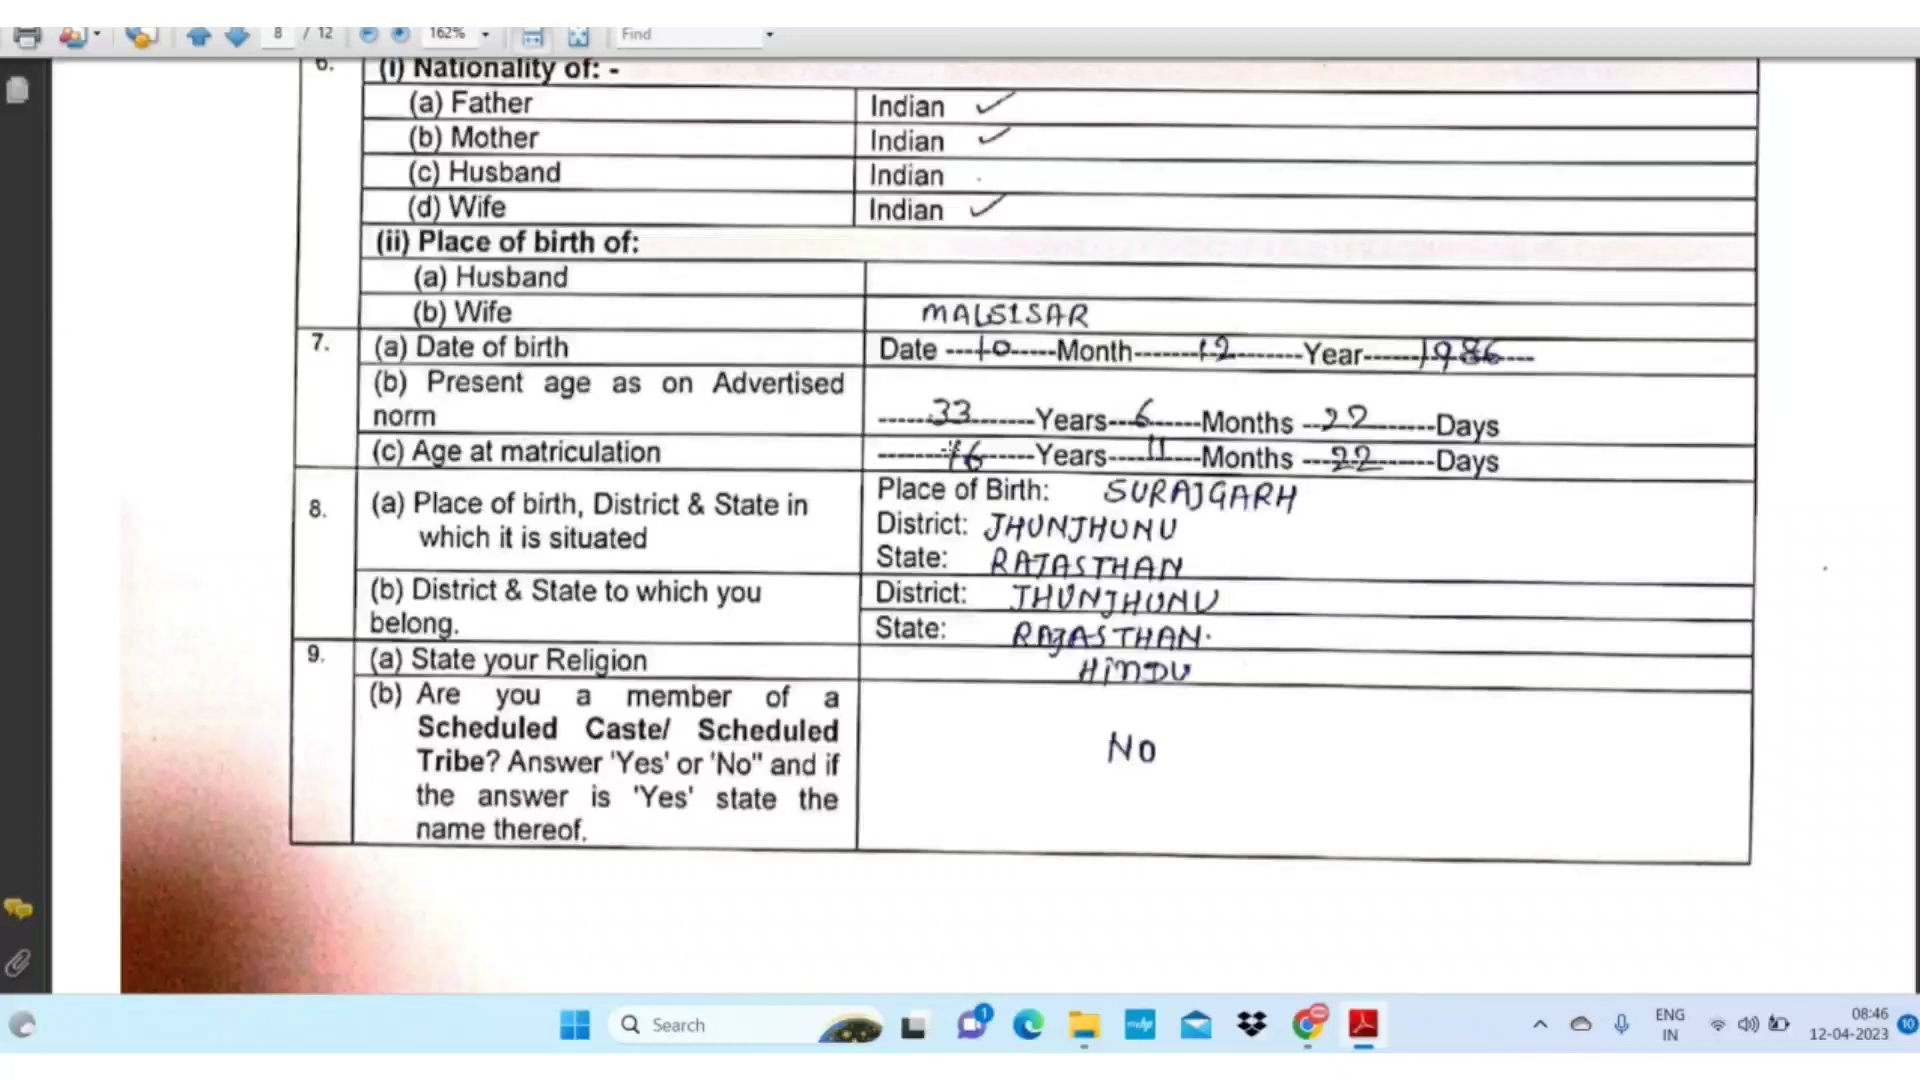 8 / 12 162% Find
6. (i) Nationality of: -
(a) Father Indian ✓
(b) Mother Indian ✓
(c) Husband Indian
(d) Wife Indian ✓
(ii) Place of birth of:
(a) Husband
(b) Wife MALSISAR
7. (a) Date of birth Date ---10-----Month-------12--------Year------1986---
(b) Present age as on Advertised
norm ------33-------Years---6-----Months --22------Days
(c) Age at matriculation -------16-----Years----11----Months ---22-----Days
8. (a) Place of birth, District & State in
which it is situated
Place of Birth: SURAJGARH
District: JHUNJHUNU
State: RAJASTHAN
(b) District & State to which you
belong.
District: JHUNJHUNU
State: RAJASTHAN.
9. (a) State your Religion HINDU
(b) Are you a member of a
Scheduled Caste/ Scheduled
Tribe? Answer 'Yes' or 'No" and if
the answer is 'Yes' state the
name thereof.
NO
Search
1
myhp
ENG
IN
08:46
12-04-2023
10